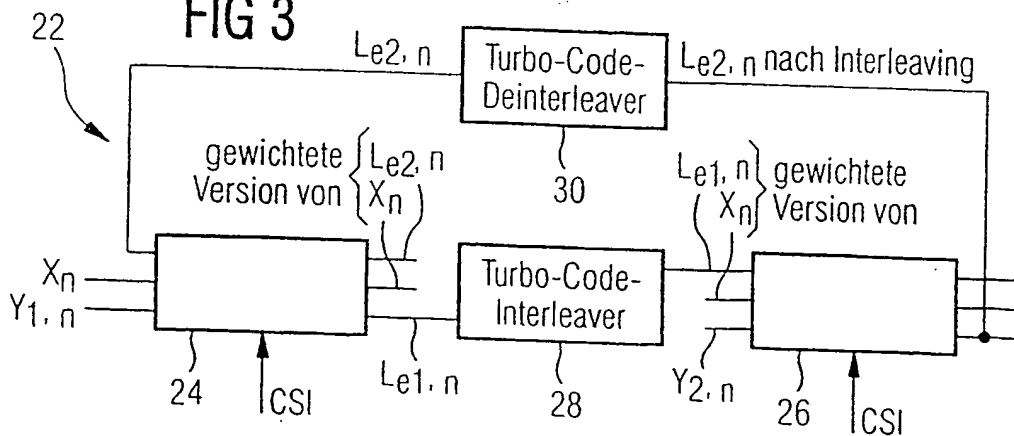 FIG 3
22
Le2, n
Turbo-Code-
Deinterleaver
Le2, n nach Interleaving
30
gewichtete
Version von
Le2, n
Xn
Le1, n
Xn
gewichtete
Version von
Xn
Y1, n
Turbo-Code-
Interleaver
24
CSI
Le1, n
28
Y2, n
26
CSI